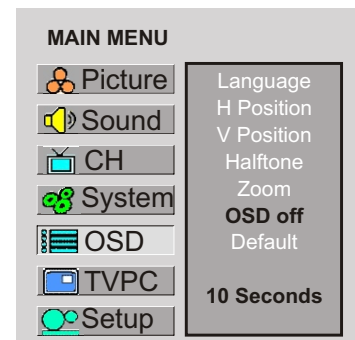 MAIN MENU
Picture
Sound
CH
System
OSD
TVPC
Setup
Language
H Position
V Position
Halftone
Zoom
OSD off
Default
10 Seconds